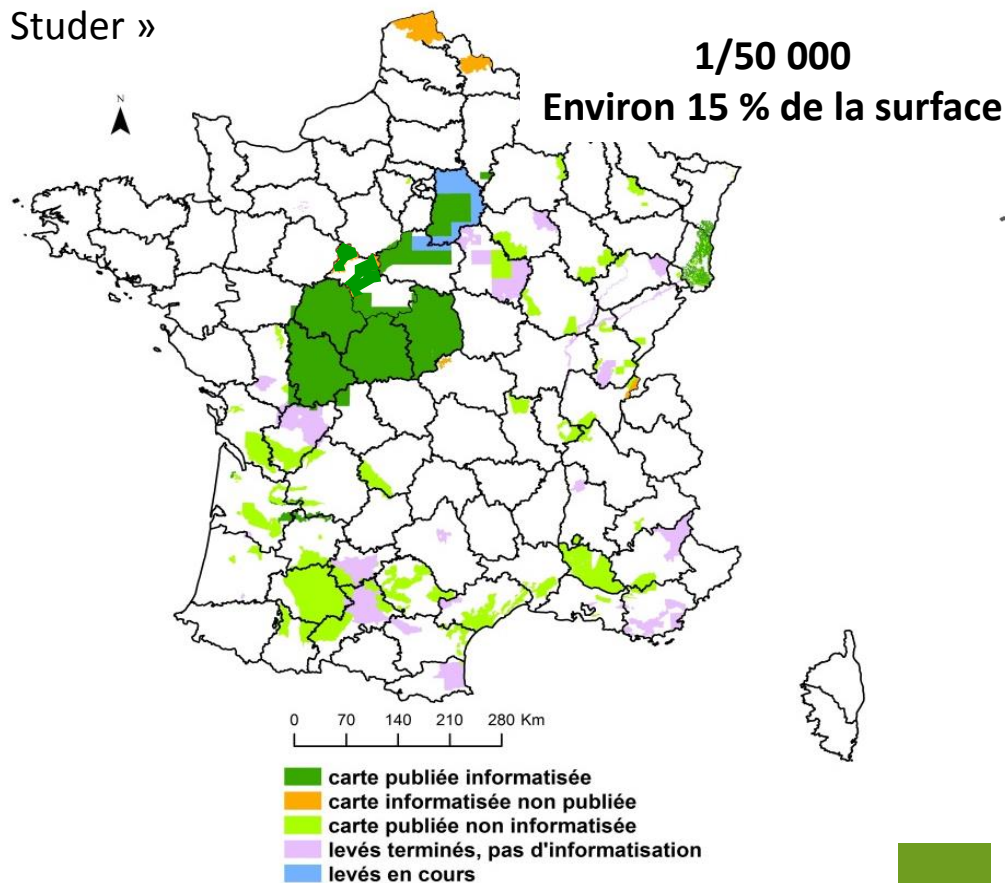 Studer »
1/50 000
Environ 15 % de la surface
N
0 70 140 210 280 Km
carte publiée informatisée
carte informatisée non publiée
carte publiée non informatisée
levés terminés, pas d'informatisation
levés en cours